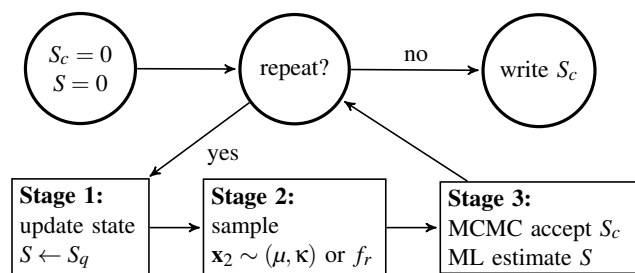 S_c = 0
S = 0
repeat?
no
write S_c
yes
Stage 1:
update state
S ← S_q
Stage 2:
sample
x₂ ∼ (μ, κ) or f_r
Stage 3:
MCMC accept S_c
ML estimate S